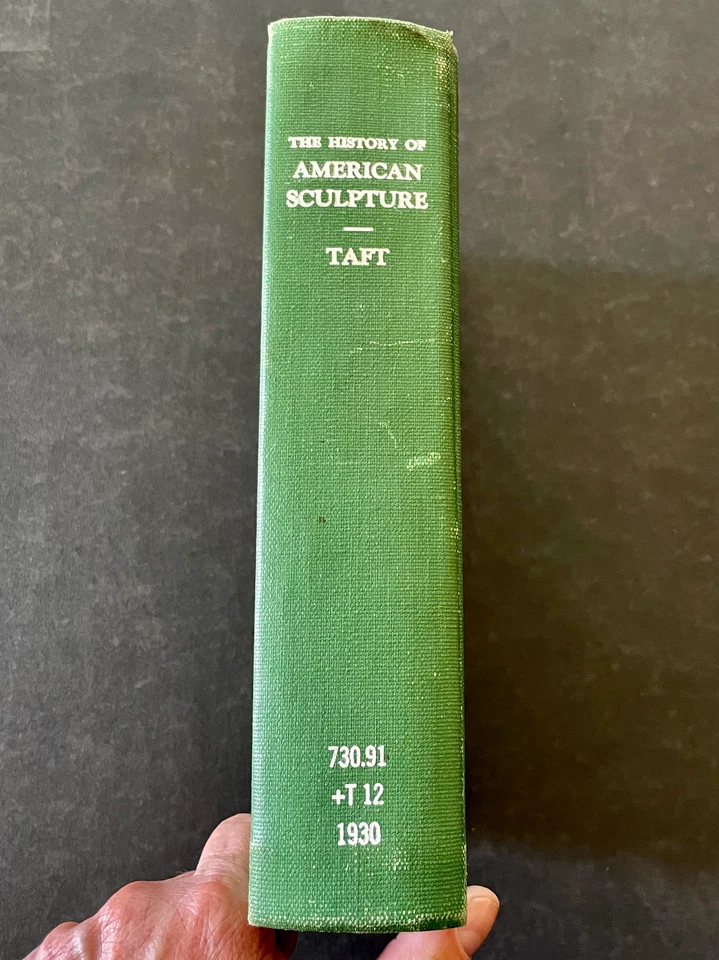 THE HISTORY OF
AMERICAN
SCULPTURE
TAFT
730.91
+T 12
1930